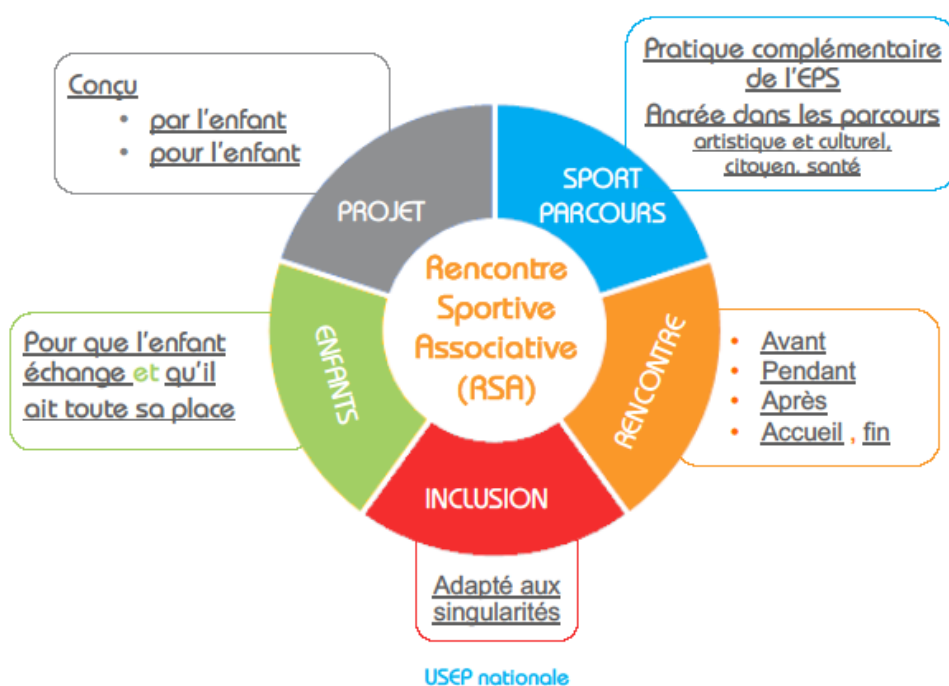 Conçu
• par l'enfant
• pour l'enfant
Pratique complémentaire
de l'EPS
Ancrée dans les parcours
artistique et culturel,
citoyen, santé
PROJET
SPORT
PARCOURS
Rencontre
Sportive
Associative
(RSA)
ENFANTS
RENCONTRE
INCLUSION
Pour que l'enfant
échange et qu'il
ait toute sa place
• Avant
• Pendant
• Après
• Accueil , fin
Adapté aux
singularités
USEP nationale